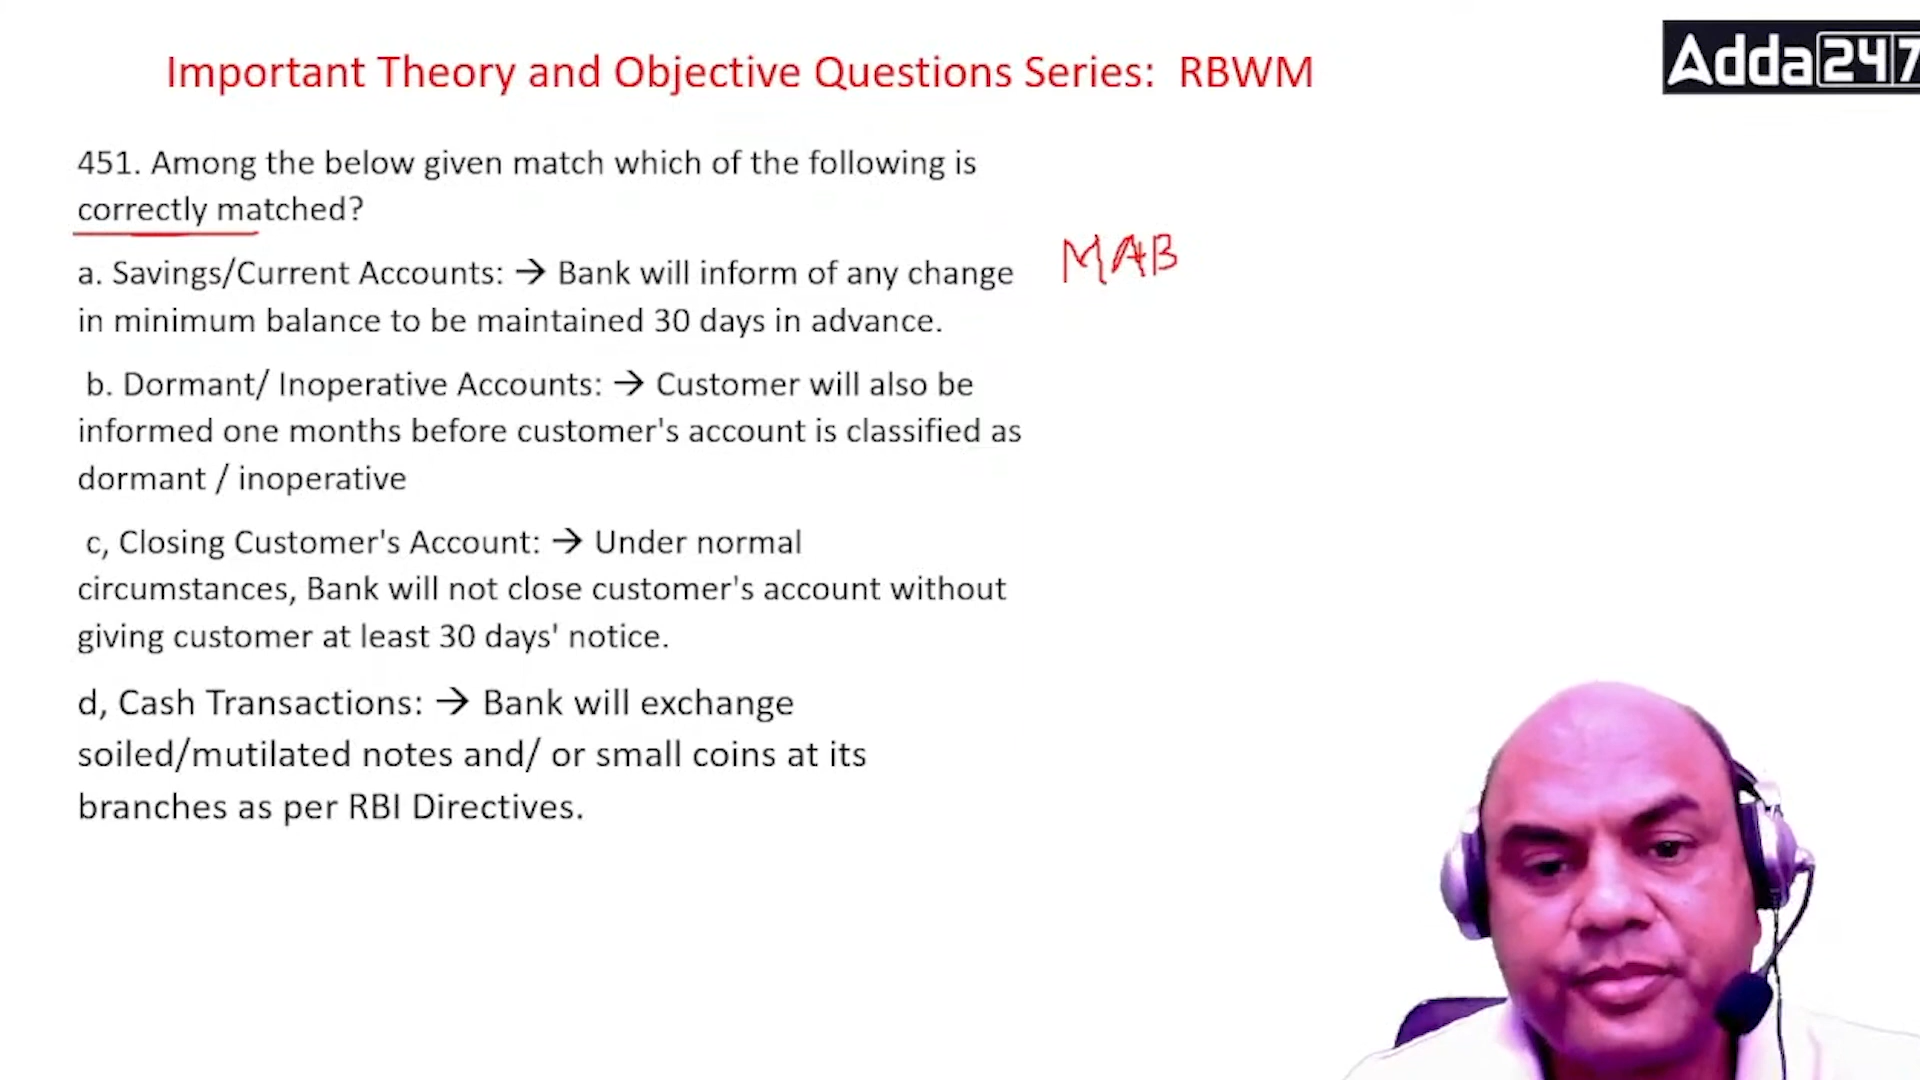 Important Theory and Objective Questions Series: RBWM
Adda247
451. Among the below given match which of the following is
correctly matched?
a. Savings/Current Accounts: → Bank will inform of any change
in minimum balance to be maintained 30 days in advance.
MAB
b. Dormant/ Inoperative Accounts: → Customer will also be
informed one months before customer's account is classified as
dormant / inoperative
c, Closing Customer's Account: → Under normal
circumstances, Bank will not close customer's account without
giving customer at least 30 days' notice.
d, Cash Transactions: → Bank will exchange
soiled/mutilated notes and/ or small coins at its
branches as per RBI Directives.